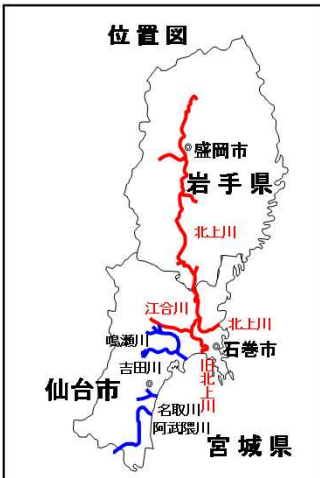 位置図
盛岡市
岩手県
北上川
江合川
北上川
鳴瀬川
石巻市
吉田川
旧北上川
仙台市
名取川
阿武隈川
宮城県